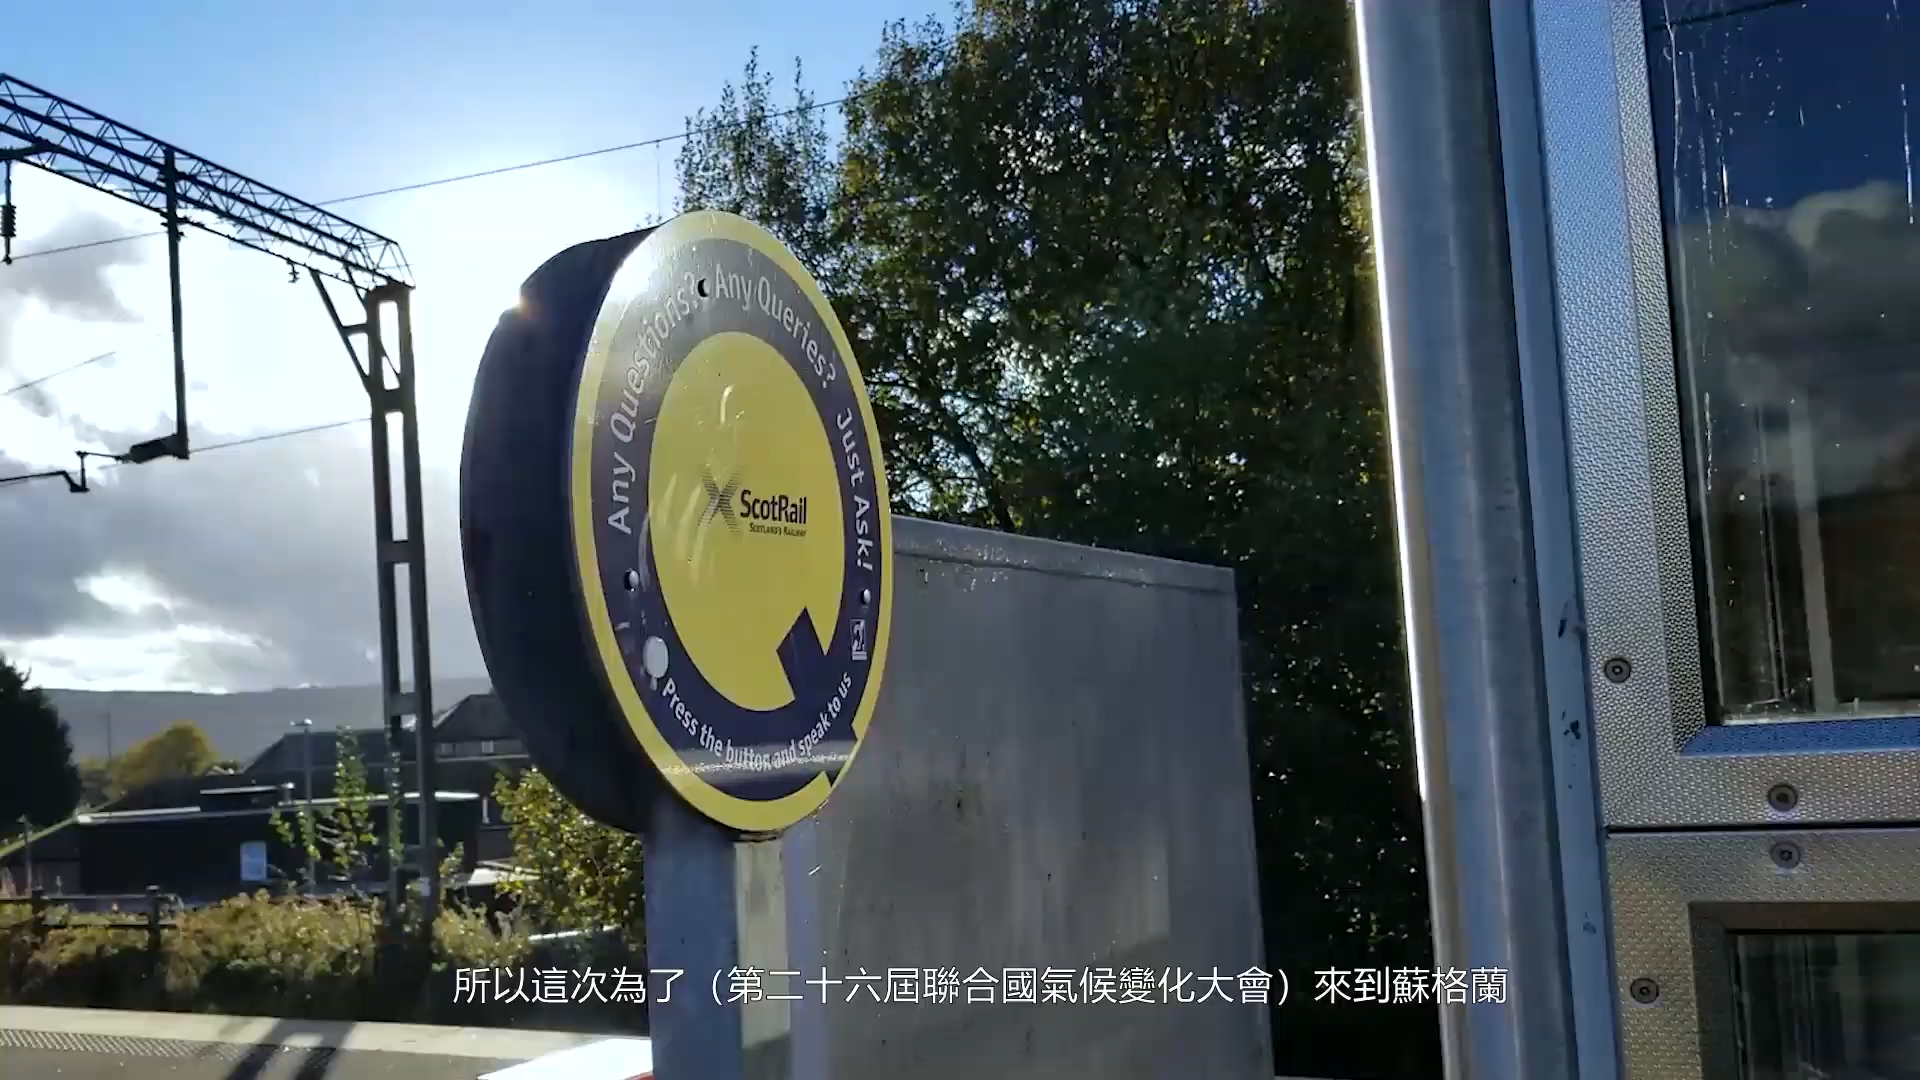 Any Questions? Any Queries? Just Ask!
ScotRail
SCOTLAND'S RAILWAY
Press the button and speak to us
所以這次為了（第二十六屆聯合國氣候變化大會）來到蘇格蘭